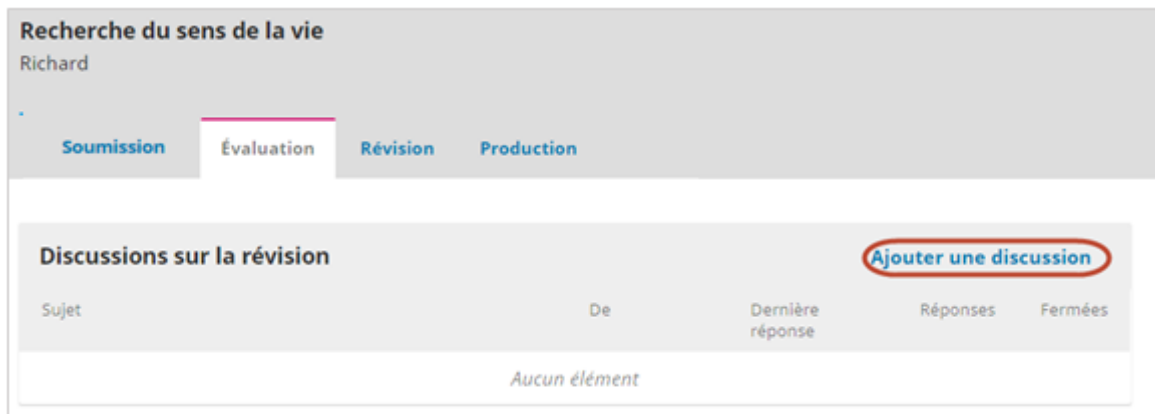 Recherche du sens de la vie
Richard
Soumission Évaluation Révision Production
Discussions sur la révision Ajouter une discussion
Sujet De Dernière réponse Réponses Fermées
Aucun élément